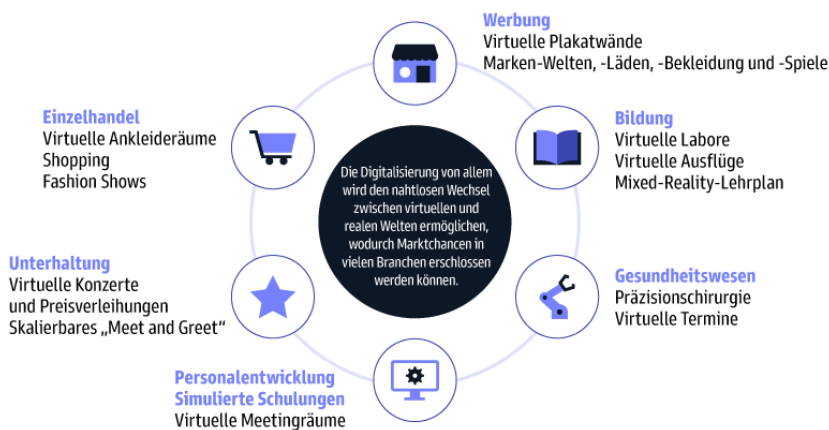 Werbung
Virtuelle Plakatwände
Marken-Welten, -Läden, -Bekleidung und -Spiele
Bildung
Virtuelle Labore
Virtuelle Ausflüge
Mixed-Reality-Lehrplan
Gesundheitswesen
Präzisionschirurgie
Virtuelle Termine
Personalentwicklung
Simulierte Schulungen
Virtuelle Meetingräume
Unterhaltung
Virtuelle Konzerte
und Preisverleihungen
Skalierbares „Meet and Greet“
Einzelhandel
Virtuelle Ankleideräume
Shopping
Fashion Shows
Die Digitalisierung von allem
wird den nahtlosen Wechsel
zwischen virtuellen und
realen Welten ermöglichen,
wodurch Marktchancen in
vielen Branchen erschlossen
werden können.